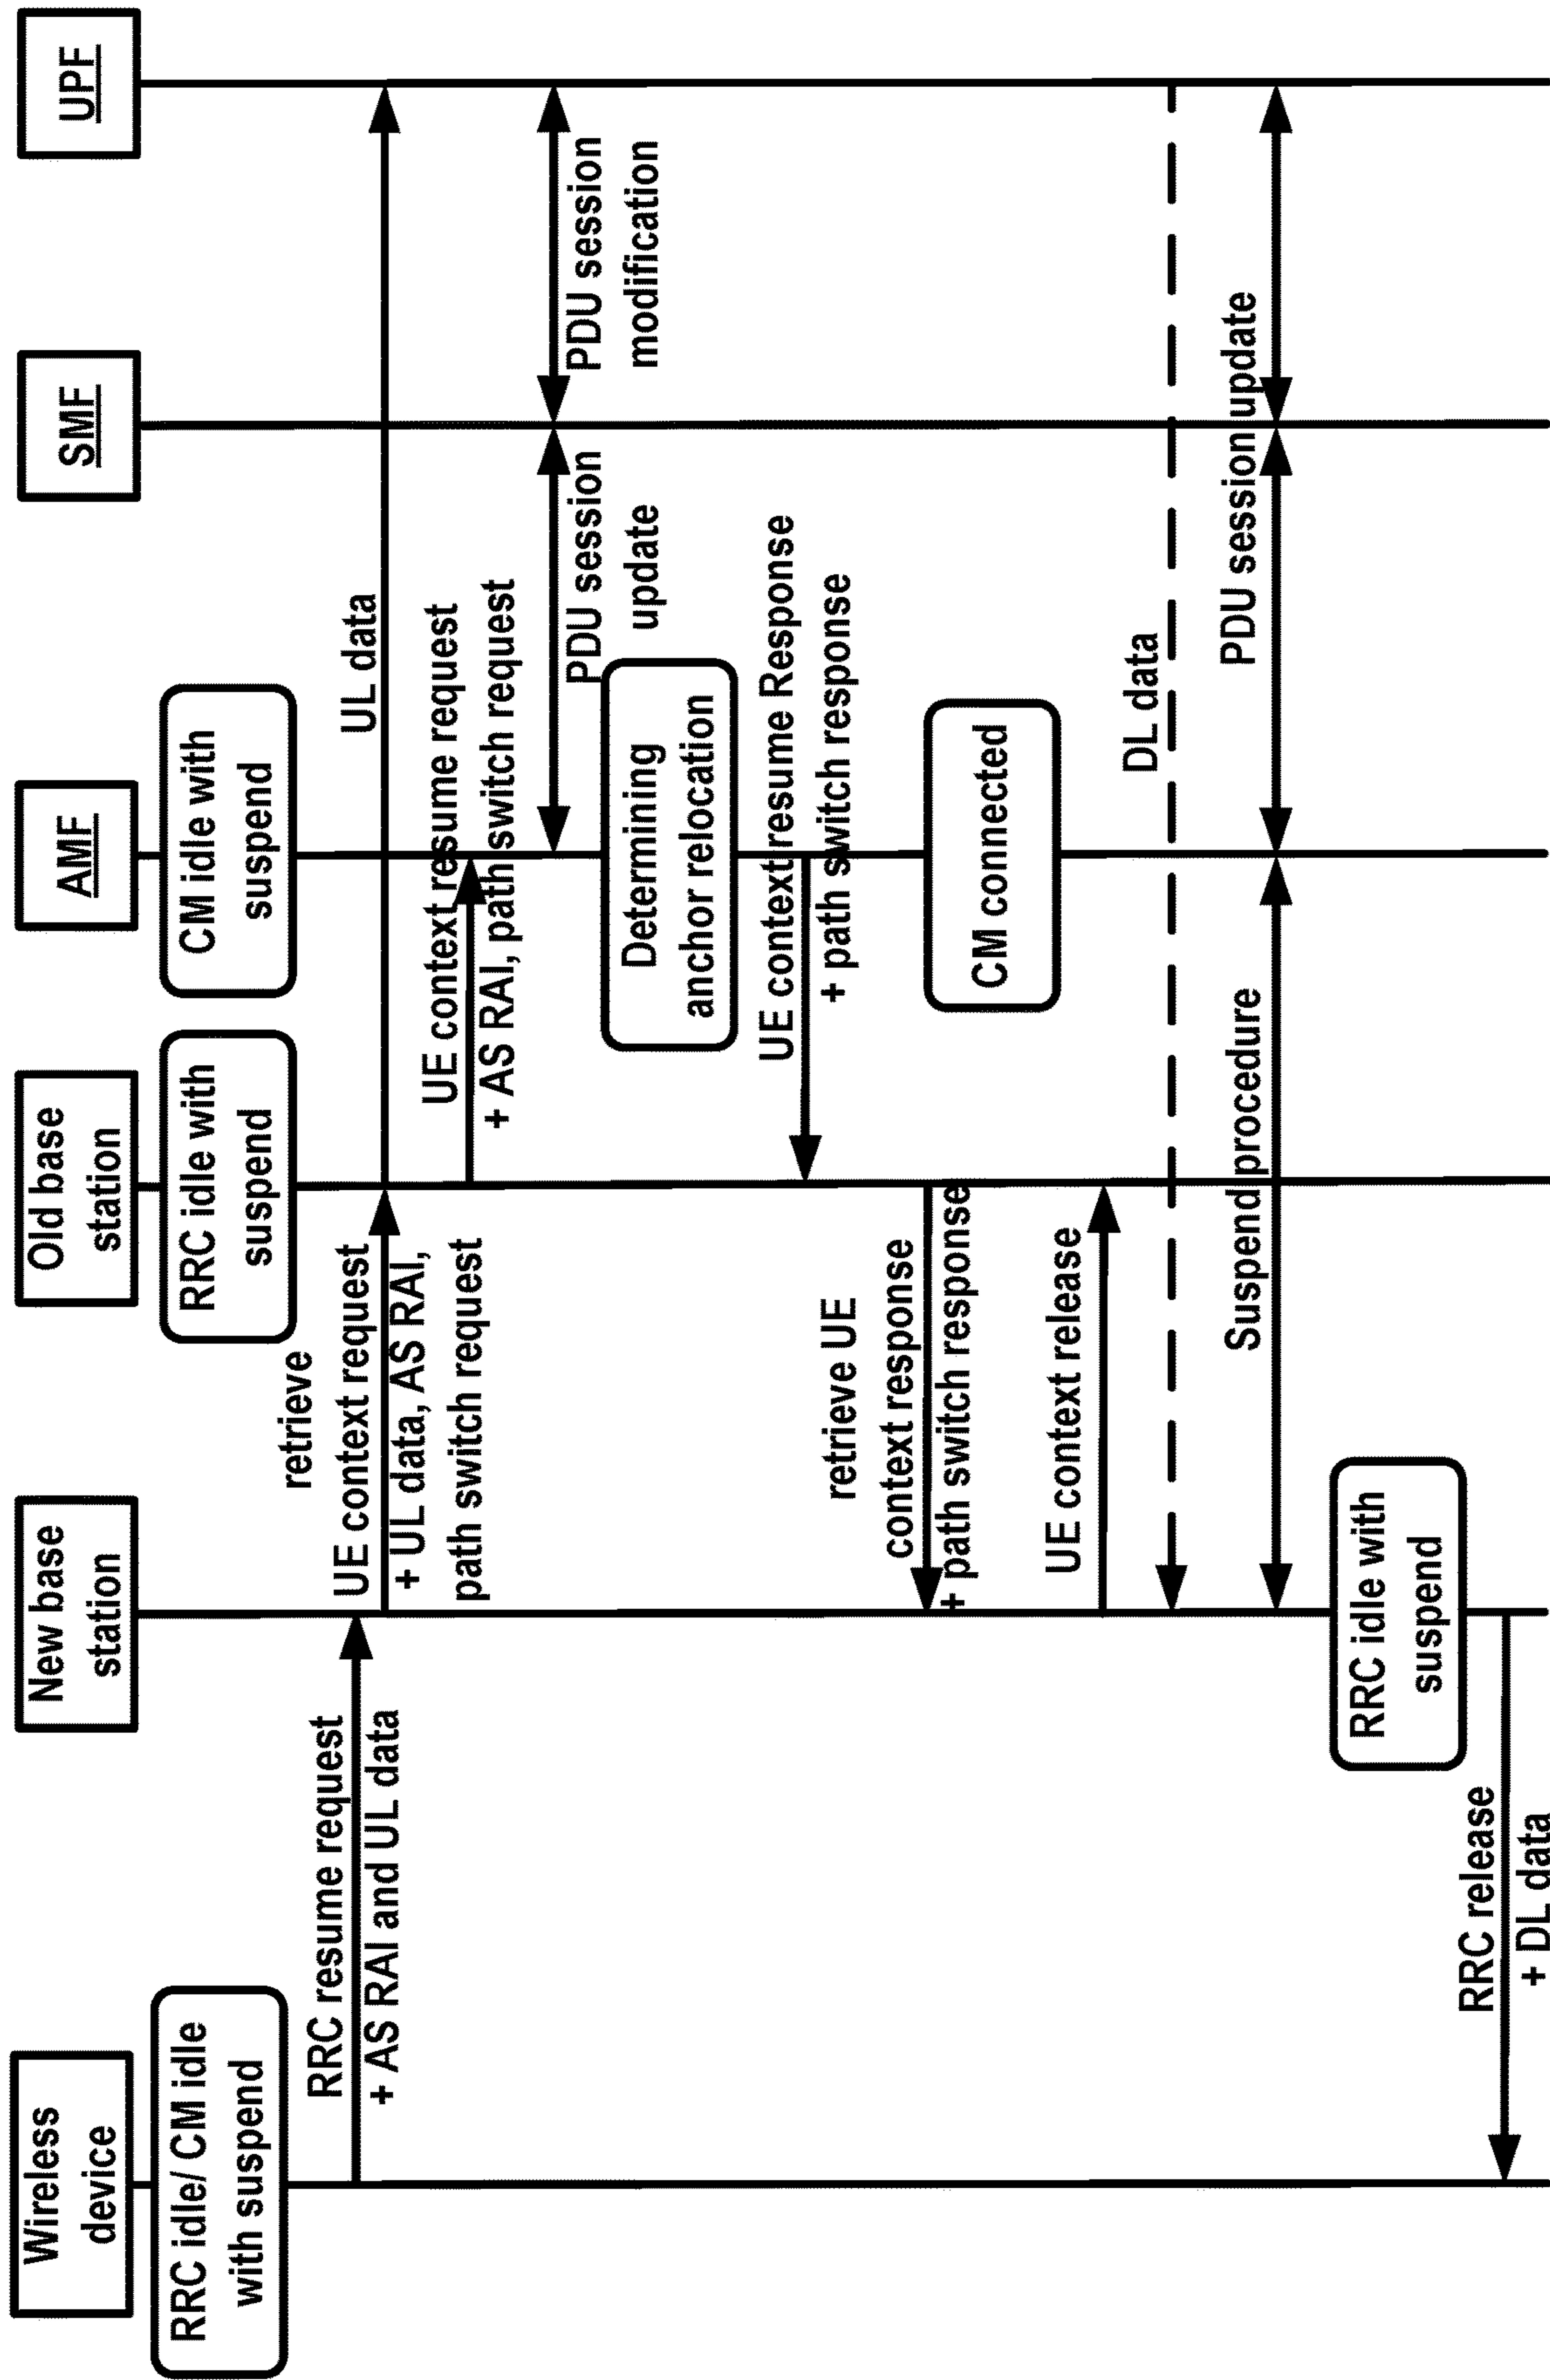 Wireless
device
New base
station
Old base
station
AMF
SMF
UPF
RRC idle/ CM idle
with suspend
RRC idle with
suspend
CM idle with
suspend
RRC resume request
+ AS RAI and UL data
retrieve
UE context request
+ UL data, AS RAI,
path switch request
UL data
UE context resume request
+ AS RAI, path switch request
PDU session
update
PDU session
modification
Determining
anchor relocation
UE context resume Response
+ path switch response
retrieve UE
context response
+ path switch response
CM connected
UE context release
DL data
Suspend procedure
PDU session update
RRC idle with
suspend
RRC release
+ DL data